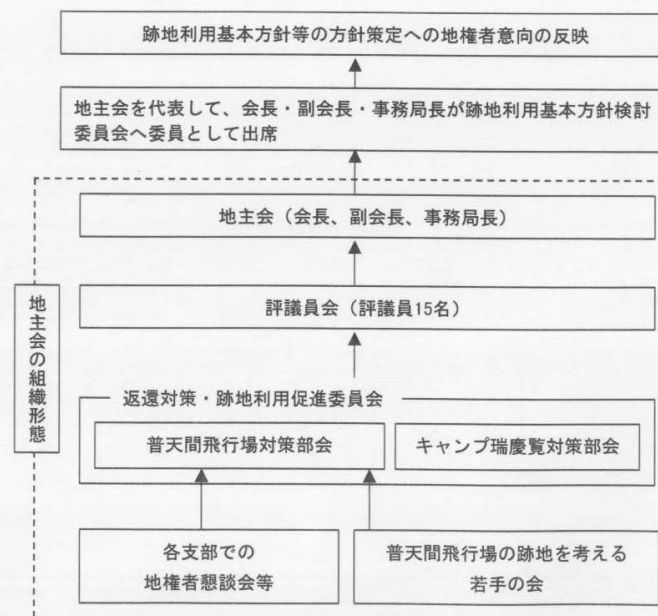 跡地利用基本方針等の方針策定への地権者意向の反映
地主会を代表して、会長・副会長・事務局長が跡地利用基本方針検討
委員会へ委員として出席
地主会（会長、副会長、事務局長）
評議員会（評議員15名）
地主会の組織形態
返還対策・跡地利用促進委員会
普天間飛行場対策部会
キャンプ瑞慶覧対策部会
各支部での
地権者懇談会等
普天間飛行場の跡地を考える
若手の会